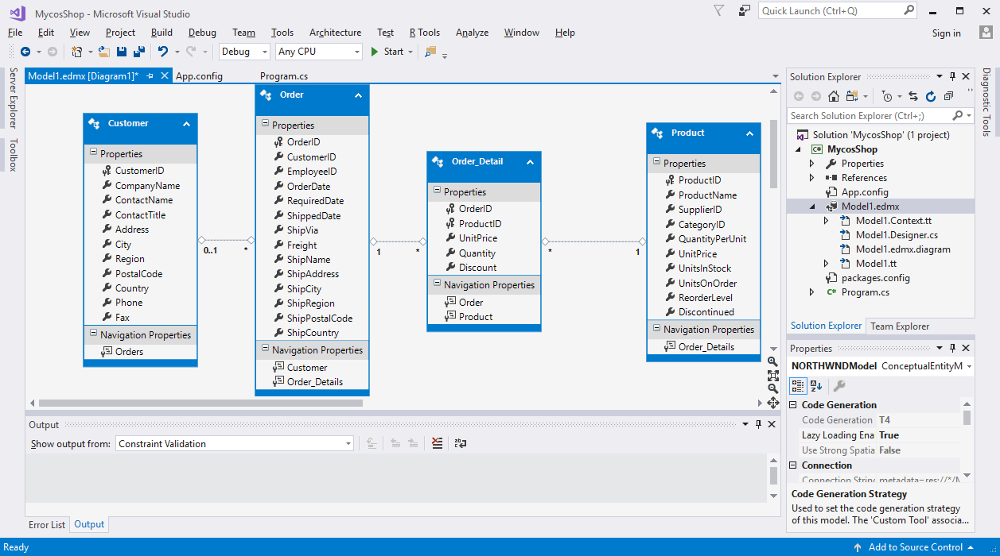 MycosShop - Microsoft Visual Studio
Quick Launch (Ctrl+Q)
File Edit View Project Build Debug Team Tools Architecture Test R Tools Analyze Window Help
Sign in
Debug Any CPU Start
Server Explorer
Toolbox
Model1.edmx [Diagram1]* App.config Program.cs
Customer
Properties
CustomerID
CompanyName
ContactName
ContactTitle
Address
City
Region
PostalCode
Country
Phone
Fax
Navigation Properties
Orders
0..1 *
Order
Properties
OrderID
CustomerID
EmployeeID
OrderDate
RequiredDate
ShippedDate
ShipVia
Freight
ShipName
ShipAddress
ShipCity
ShipRegion
ShipPostalCode
ShipCountry
Navigation Properties
Customer
Order_Details
1 *
Order_Detail
Properties
OrderID
ProductID
UnitPrice
Quantity
Discount
Navigation Properties
Order
Product
* 1
Product
Properties
ProductID
ProductName
SupplierID
CategoryID
QuantityPerUnit
UnitPrice
UnitsInStock
UnitsOnOrder
ReorderLevel
Discontinued
Navigation Properties
Order_Details
Output
Show output from: Constraint Validation
Error List Output
Solution Explorer
Search Solution Explorer (Ctrl+;)
Solution 'MycosShop' (1 project)
C# MycosShop
Properties
References
App.config
Model1.edmx
Model1.Context.tt
Model1.Designer.cs
Model1.edmx.diagram
Model1.tt
packages.config
C# Program.cs
Solution Explorer Team Explorer
Diagnostic Tools
Properties
NORTHWNDModel ConceptualEntityM
Code Generation
Code Generation T4
Lazy Loading Ena True
Use Strong Spatia False
Connection
Connection String metadata=res://*/M
Code Generation Strategy
Used to set the code generation strategy
of this model. The 'Custom Tool' associa...
Ready
Add to Source Control